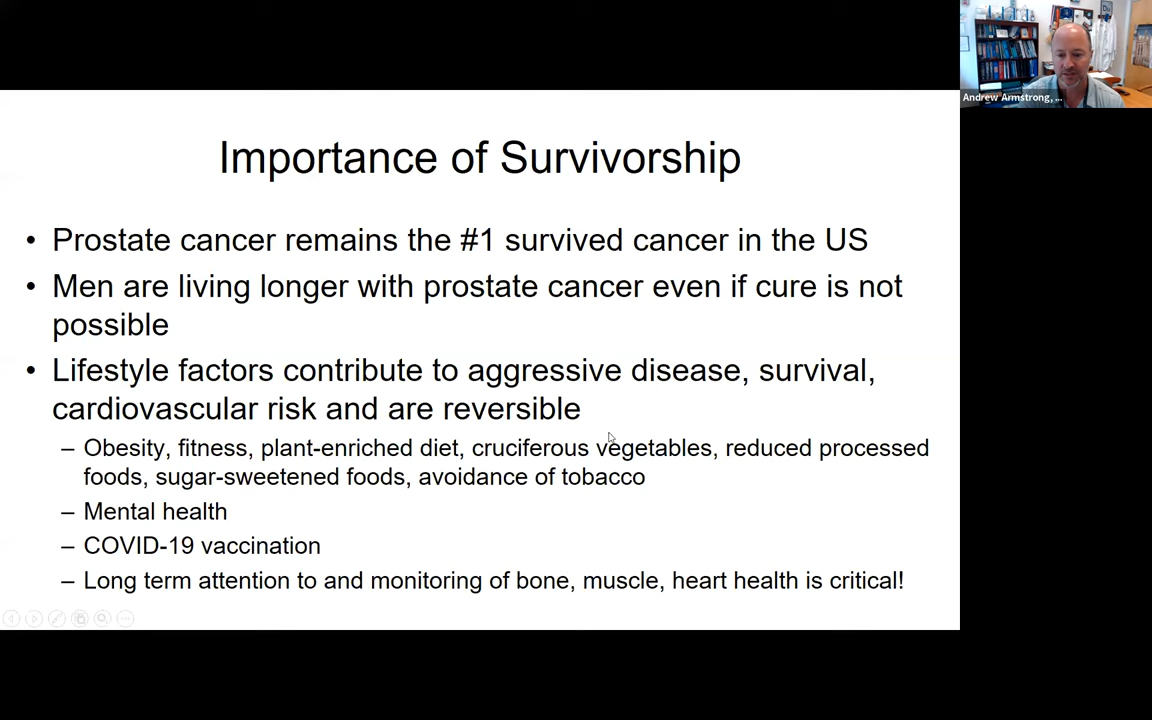 Andrew Armstrong, ...
Importance of Survivorship
• Prostate cancer remains the #1 survived cancer in the US
• Men are living longer with prostate cancer even if cure is not
possible
• Lifestyle factors contribute to aggressive disease, survival,
cardiovascular risk and are reversible
– Obesity, fitness, plant-enriched diet, cruciferous vegetables, reduced processed
foods, sugar-sweetened foods, avoidance of tobacco
– Mental health
– COVID-19 vaccination
– Long term attention to and monitoring of bone, muscle, heart health is critical!